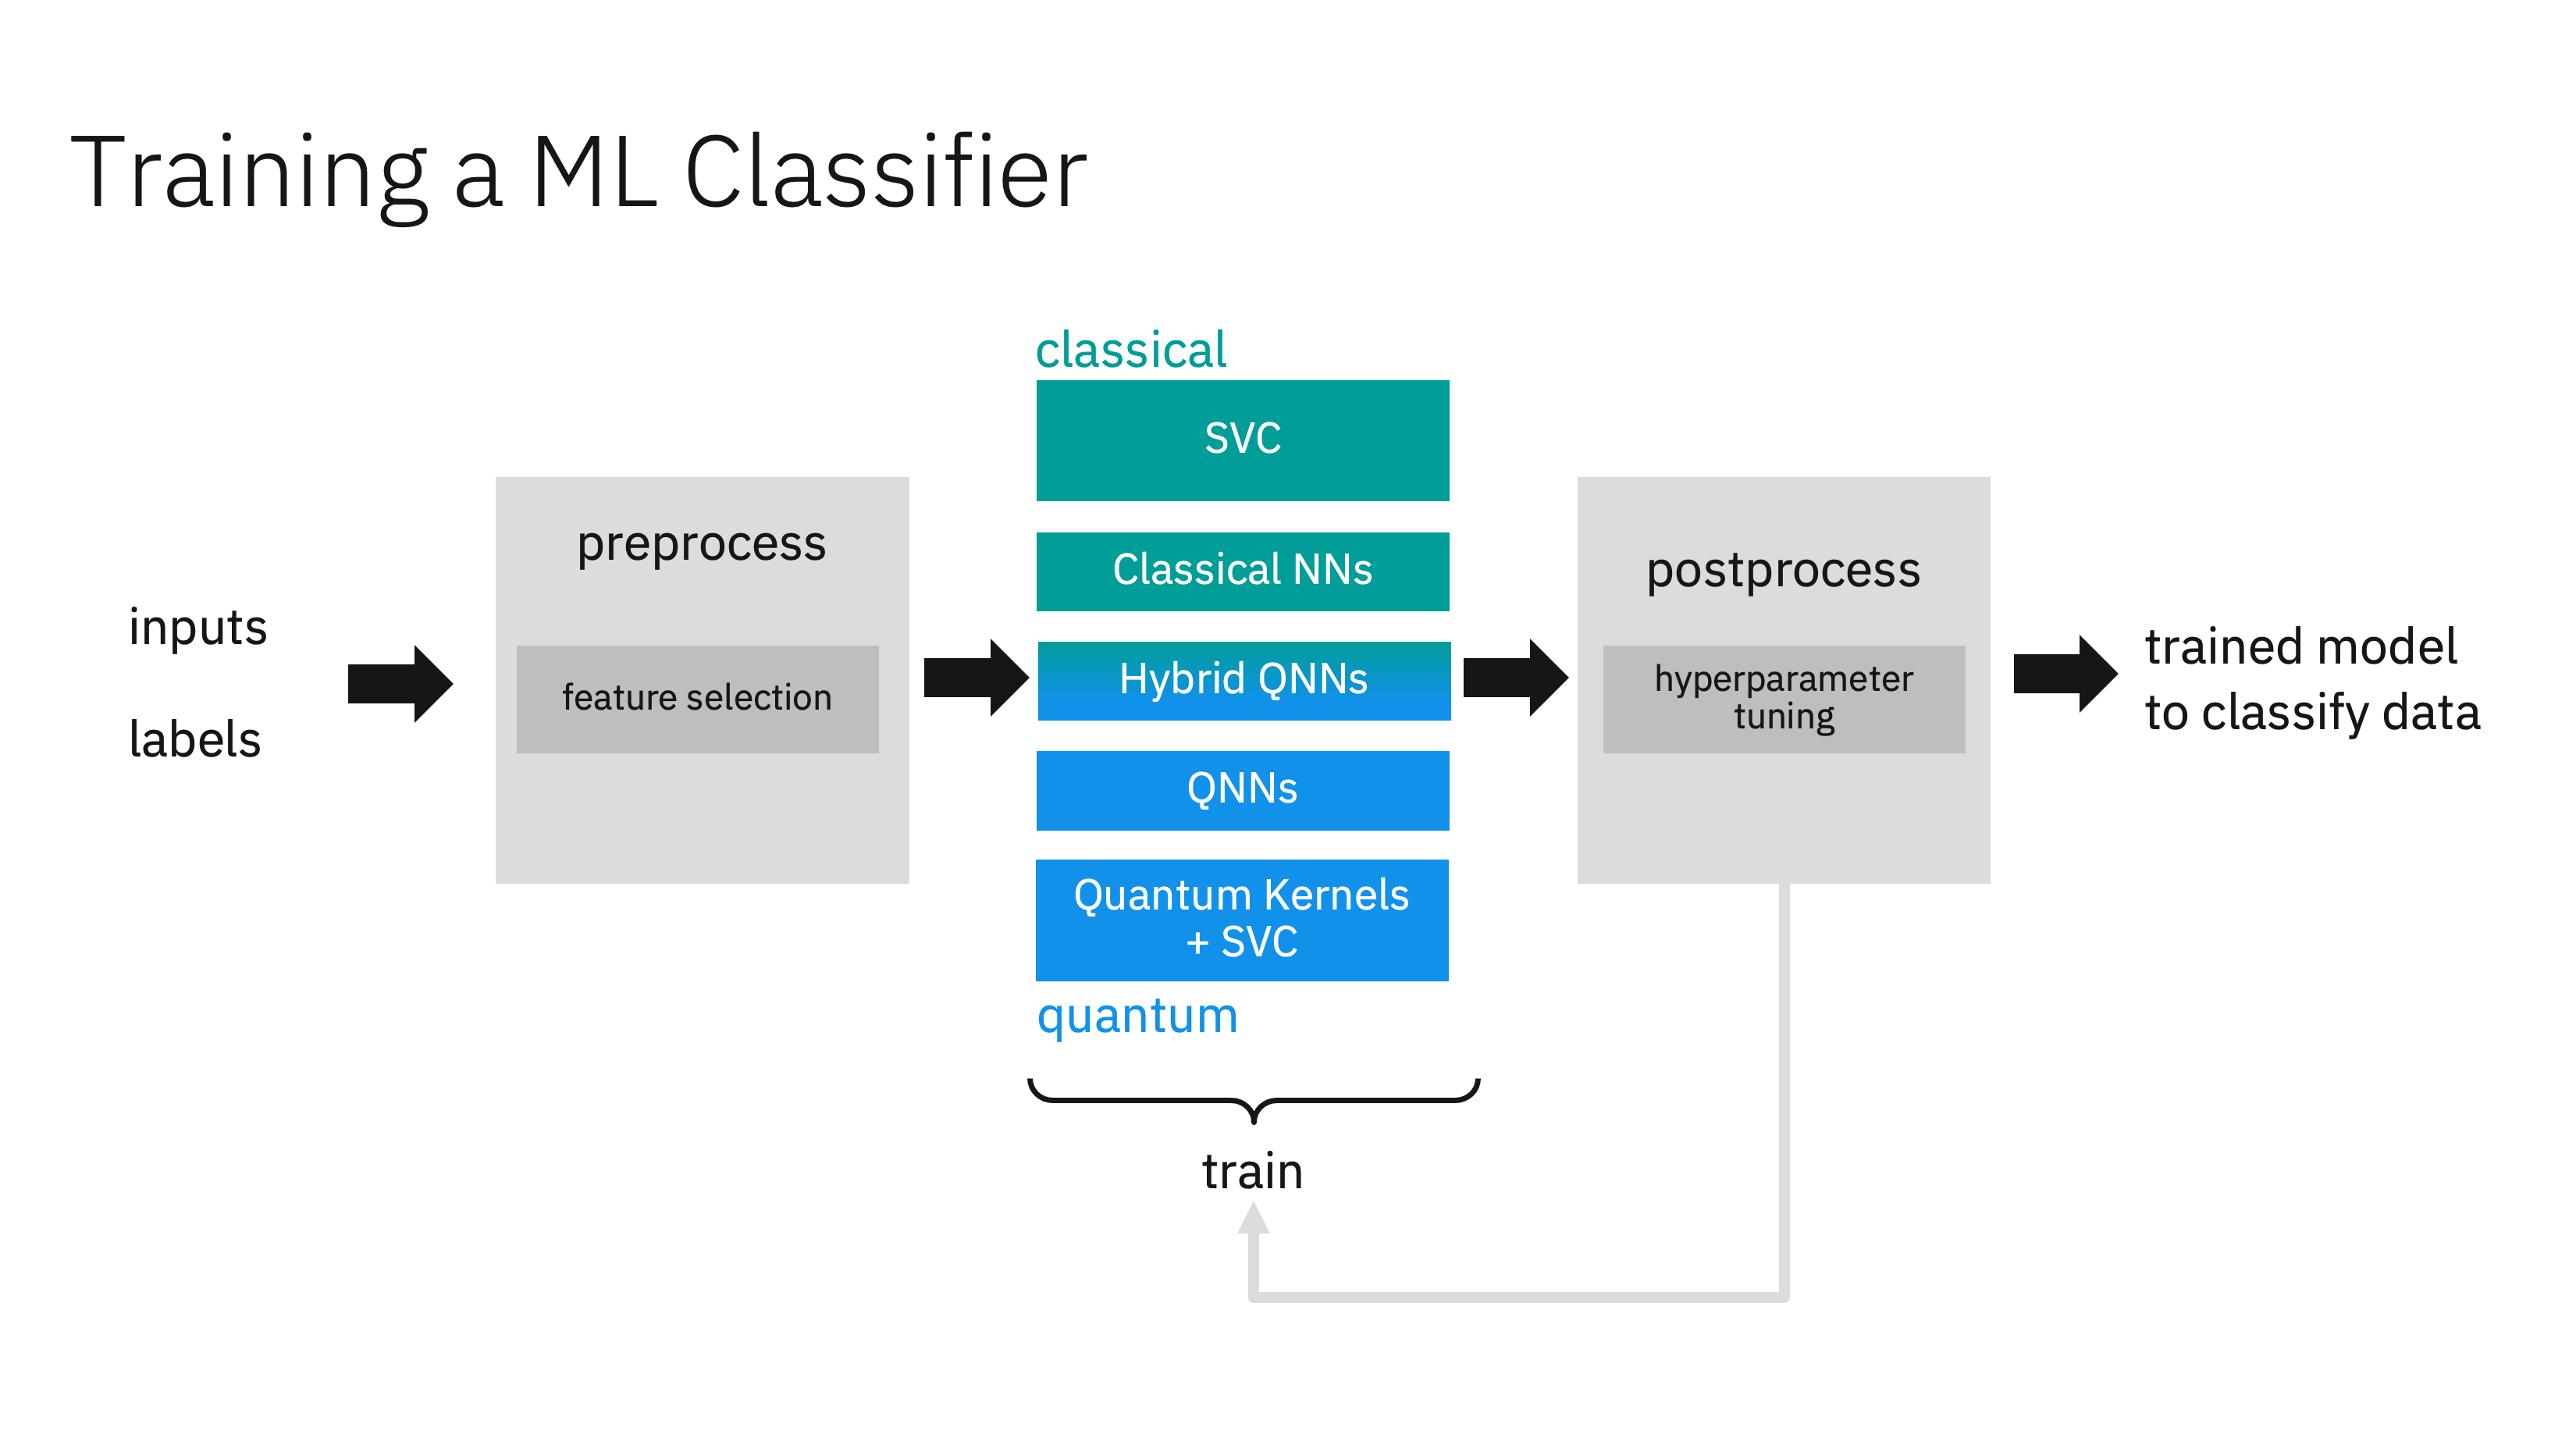 Training a ML Classifier
inputs
labels
preprocess
feature selection
classical
SVC
Classical NNs
Hybrid QNNs
QNNs
Quantum Kernels
+ SVC
quantum
train
postprocess
hyperparameter
tuning
trained model
to classify data